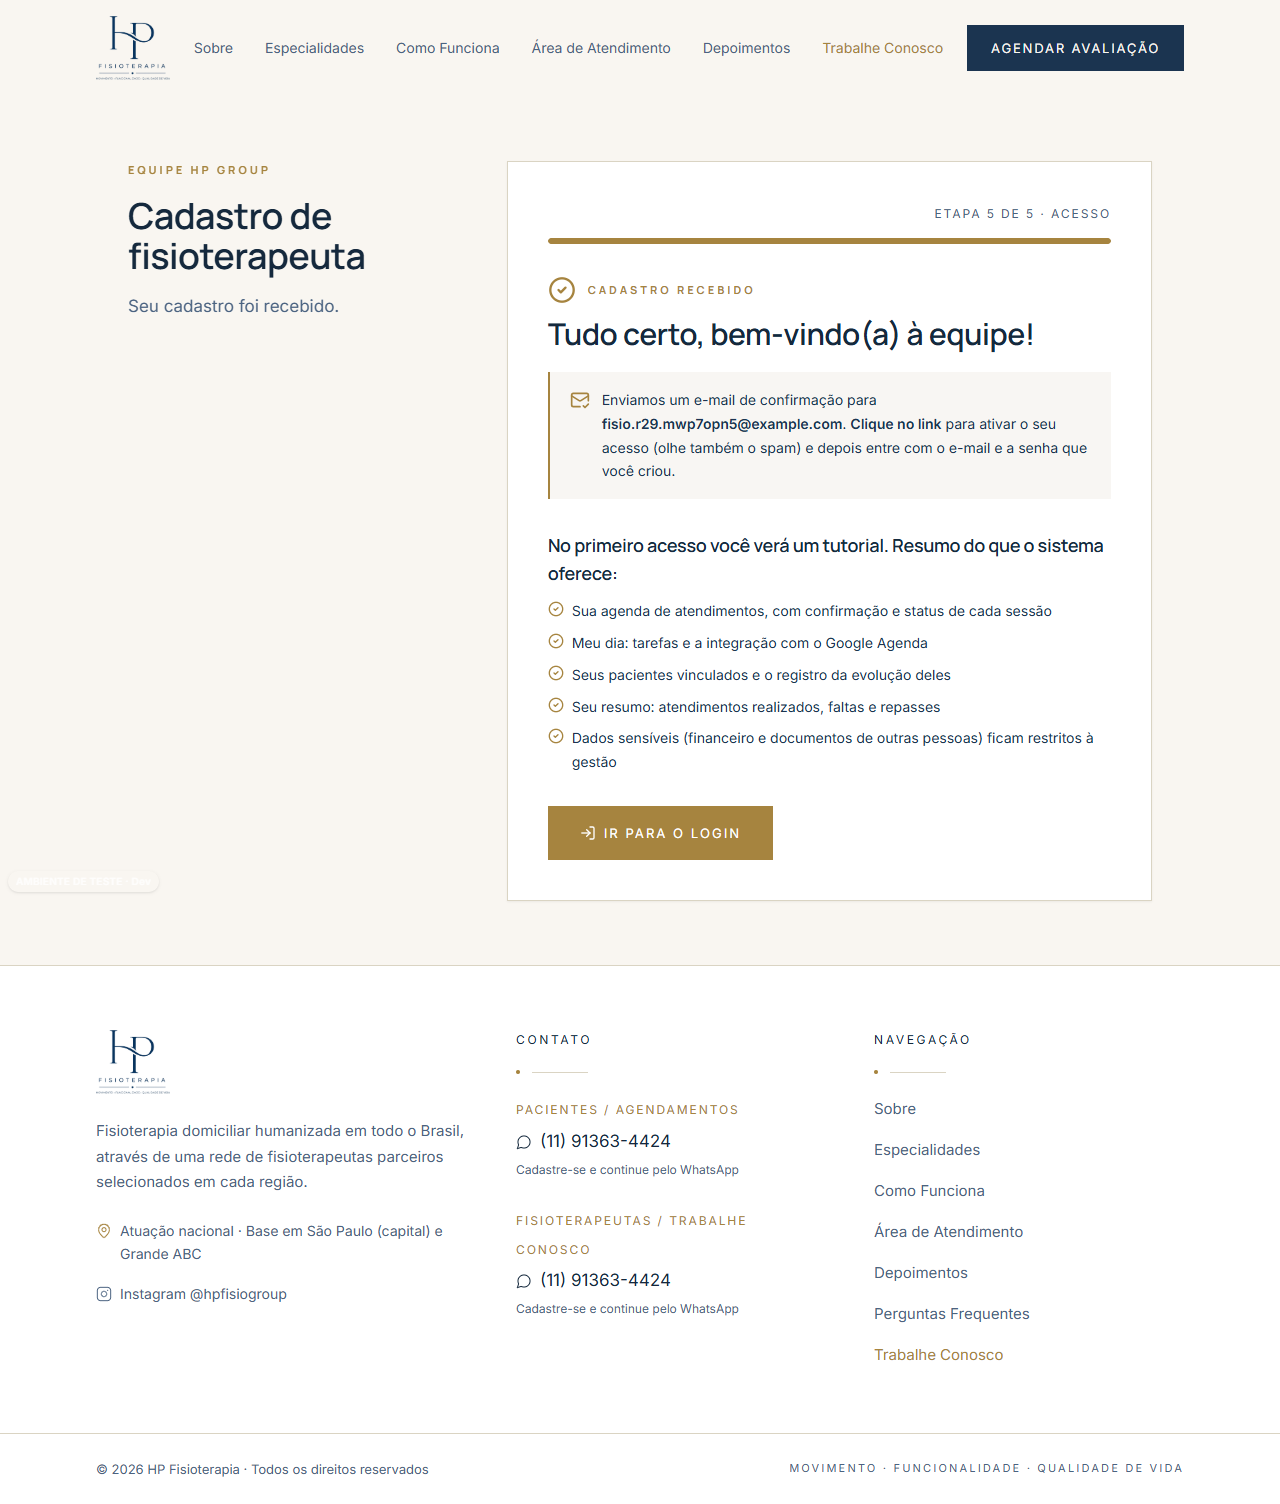 HP
FISIOTERAPIA
Sobre
Especialidades
Como Funciona
Área de Atendimento
Depoimentos
Trabalhe Conosco
AGENDAR AVALIAÇÃO
EQUIPE HP GROUP
Cadastro de
fisioterapeuta
Seu cadastro foi recebido.
ETAPA 5 DE 5 · ACESSO
CADASTRO RECEBIDO
Tudo certo, bem-vindo(a) à equipe!
Enviamos um e-mail de confirmação para
fisio.r29.mwp7opn5@example.com. Clique no link para ativar o seu
acesso (olhe também o spam) e depois entre com o e-mail e a senha que
você criou.
No primeiro acesso você verá um tutorial. Resumo do que o sistema
oferece:
Sua agenda de atendimentos, com confirmação e status de cada sessão
Meu dia: tarefas e a integração com o Google Agenda
Seus pacientes vinculados e o registro da evolução deles
Seu resumo: atendimentos realizados, faltas e repasses
Dados sensíveis (financeiro e documentos de outras pessoas) ficam restritos à
gestão
IR PARA O LOGIN
AMBIENTE DE TESTE
HP
FISIOTERAPIA
Fisioterapia domiciliar humanizada em todo o Brasil,
através de uma rede de fisioterapeutas parceiros
selecionados em cada região.
Atuação nacional · Base em São Paulo (capital) e
Grande ABC
Instagram @hpfisiogroup
CONTATO
PACIENTES / AGENDAMENTOS
(11) 91363-4424
Cadastre-se e continue pelo WhatsApp
FISIOTERAPEUTAS / TRABALHE
CONOSCO
(11) 91363-4424
Cadastre-se e continue pelo WhatsApp
NAVEGAÇÃO
Sobre
Especialidades
Como Funciona
Área de Atendimento
Depoimentos
Perguntas Frequentes
Trabalhe Conosco
© 2026 HP Fisioterapia · Todos os direitos reservados
MOVIMENTO · FUNCIONALIDADE · QUALIDADE DE VIDA